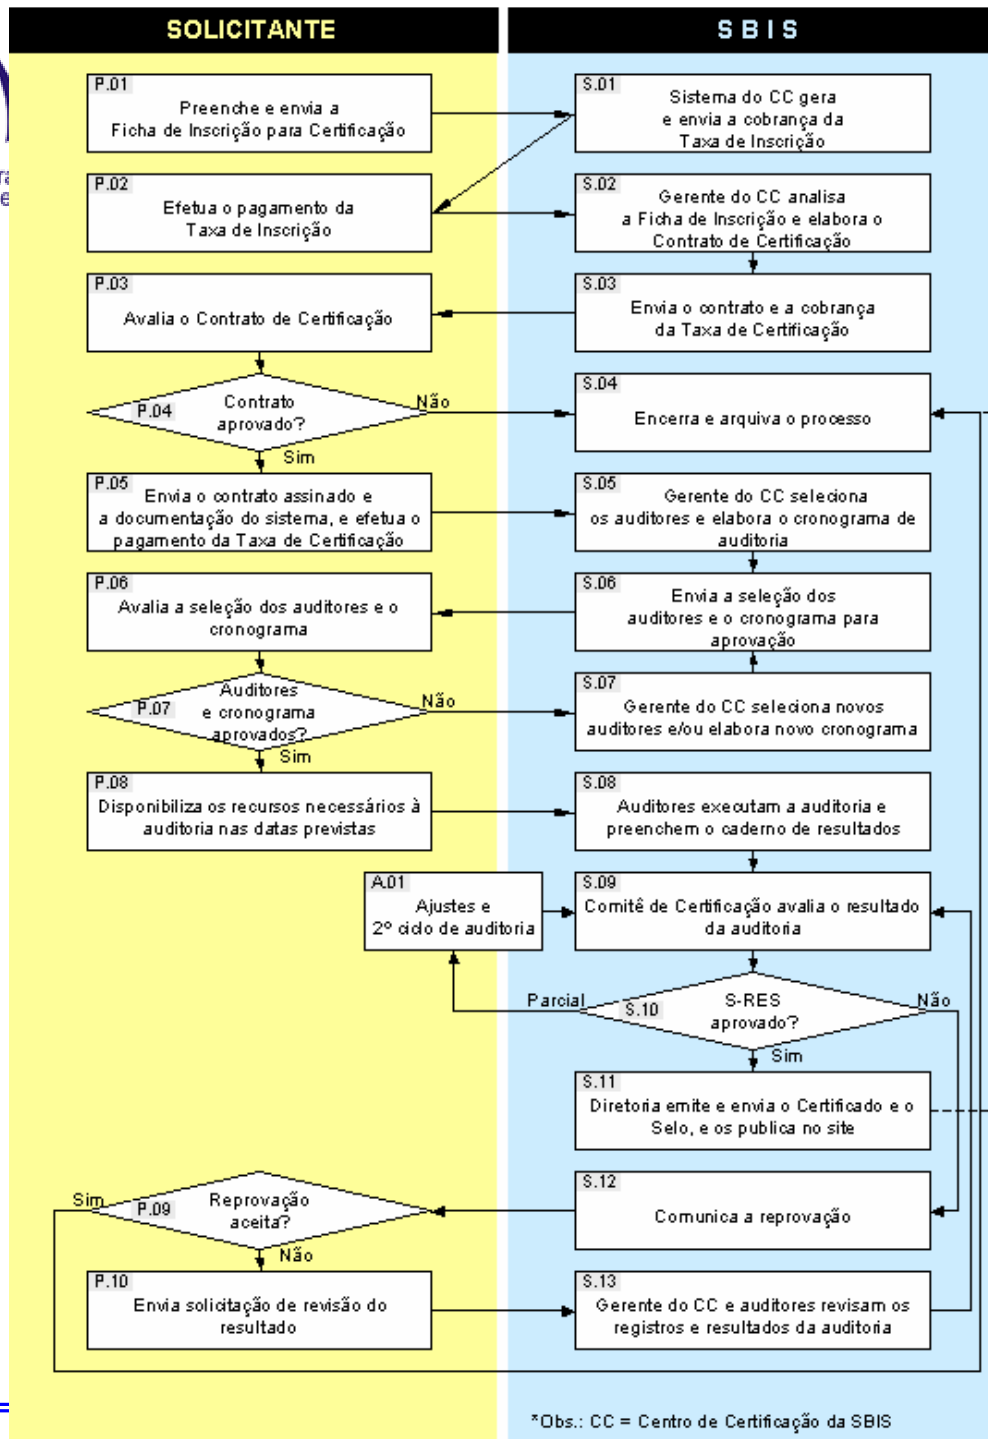 SOLICITANTE
SBIS
P.01
Preenche e envia a
Ficha de Inscrição para Certificação
S.01
Sistema do CC gera
e envia a cobrança da
Taxa de Inscrição
P.02
Efetua o pagamento da
Taxa de Inscrição
S.02
Gerente do CC analisa
a Ficha de Inscrição e elabora o
Contrato de Certificação
P.03
Avalia o Contrato de Certificação
S.03
Envia o contrato e a cobrança
da Taxa de Certificação
P.04
Contrato
aprovado?
Não
Sim
S.04
Encerra e arquiva o processo
P.05
Envia o contrato assinado e
a documentação do sistema, e efetua o
pagamento da Taxa de Certificação
S.05
Gerente do CC seleciona
os auditores e elabora o cronograma de
auditoria
P.06
Avalia a seleção dos auditores e o
cronograma
S.06
Envia a seleção dos
auditores e o cronograma para
aprovação
P.07
Auditores
e cronograma
aprovados?
Não
Sim
S.07
Gerente do CC seleciona novos
auditores e/ou elabora novo cronograma
P.08
Disponibiliza os recursos necessários à
auditoria nas datas previstas
S.08
Auditores executam a auditoria e
preenchem o caderno de resultados
A.01
Ajustes e
2º ciclo de auditoria
S.09
Comitê de Certificação avalia o resultado
da auditoria
Parcial
S.10
S-RES
aprovado?
Não
Sim
S.11
Diretoria emite e envia o Certificado e o
Selo, e os publica no site
Sim
P.09
Reprovação
aceita?
Não
S.12
Comunica a reprovação
P.10
Envia solicitação de revisão do
resultado
S.13
Gerente do CC e auditores revisam os
registros e resultados da auditoria
*Obs.: CC = Centro de Certificação da SBIS